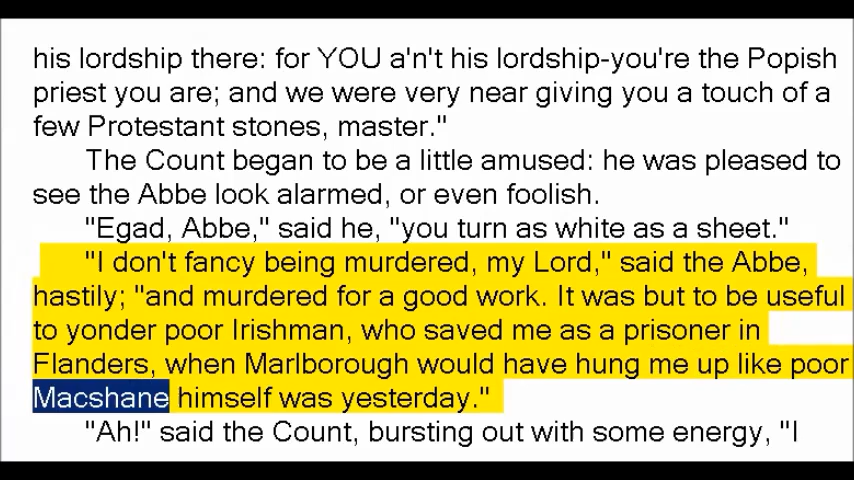 his lordship there: for YOU a'n't his lordship-you're the Popish
priest you are; and we were very near giving you a touch of a
few Protestant stones, master."
The Count began to be a little amused: he was pleased to
see the Abbe look alarmed, or even foolish.
"Egad, Abbe," said he, "you turn as white as a sheet."
"I don't fancy being murdered, my Lord," said the Abbe,
hastily; "and murdered for a good work. It was but to be useful
to yonder poor Irishman, who saved me as a prisoner in
Flanders, when Marlborough would have hung me up like poor
Macshane himself was yesterday."
"Ah!" said the Count, bursting out with some energy, "I